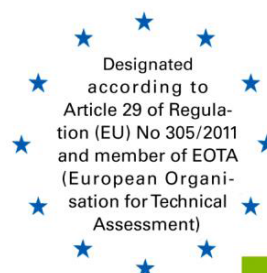 Designated
according to
Article 29 of Regula-
tion (EU) No 305/2011
and member of EOTA
(European Organi-
sation for Technical
Assessment)